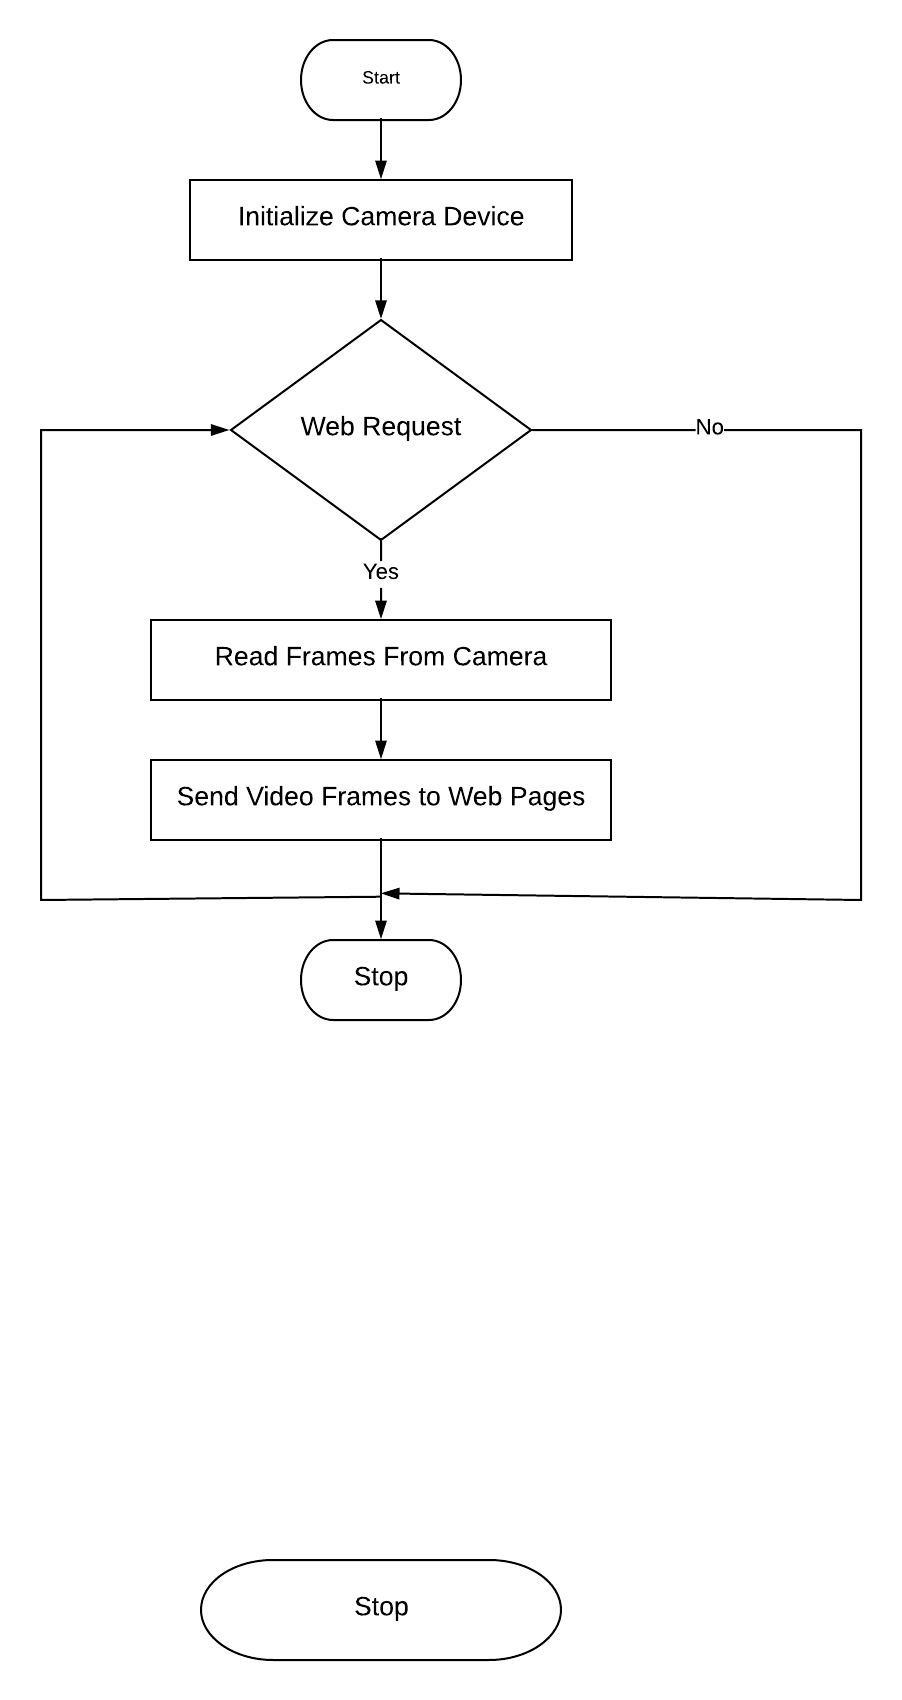 Start
Initialize Camera Device
Web Request
No
Yes
Read Frames From Camera
Send Video Frames to Web Pages
Stop
Stop